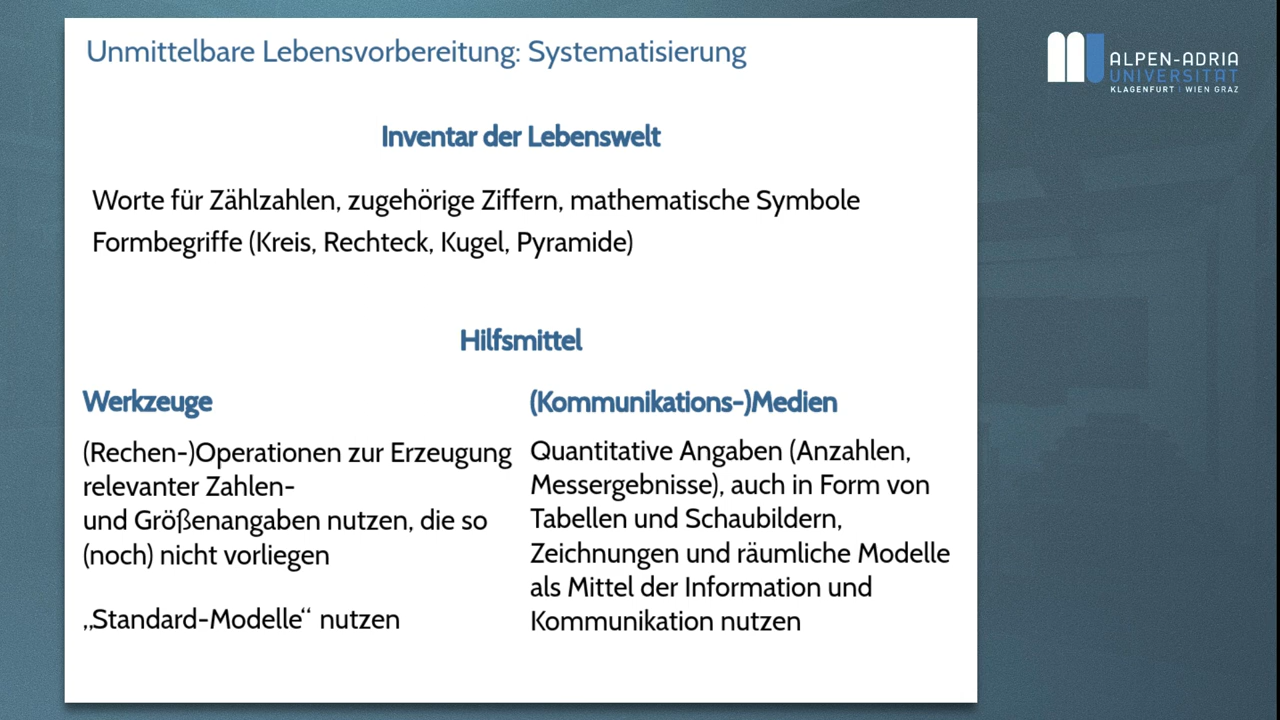 Unmittelbare Lebensvorbereitung: Systematisierung
ALPEN-ADRIA
UNIVERSITÄT
KLAGENFURT | WIEN GRAZ
Inventar der Lebenswelt
Worte für Zählzahlen, zugehörige Ziffern, mathematische Symbole
Formbegriffe (Kreis, Rechteck, Kugel, Pyramide)
Hilfsmittel
Werkzeuge
(Rechen-)Operationen zur Erzeugung
relevanter Zahlen-
und Größenangaben nutzen, die so
(noch) nicht vorliegen
„Standard-Modelle“ nutzen
(Kommunikations-)Medien
Quantitative Angaben (Anzahlen,
Messergebnisse), auch in Form von
Tabellen und Schaubildern,
Zeichnungen und räumliche Modelle
als Mittel der Information und
Kommunikation nutzen